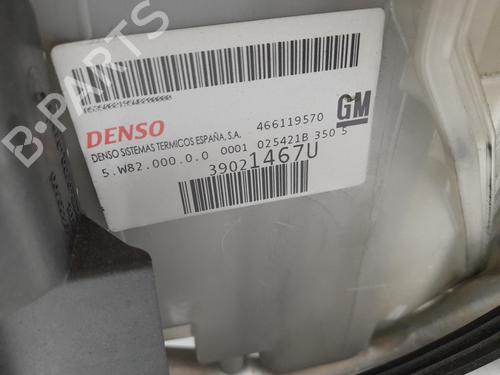 B-PARTS
DENSO
DENSO SISTEMAS TERMICOS ESPAÑA, S.A.
466119570
GM
5.W82.000.0.0 0001 025421B 350 5
39021467U